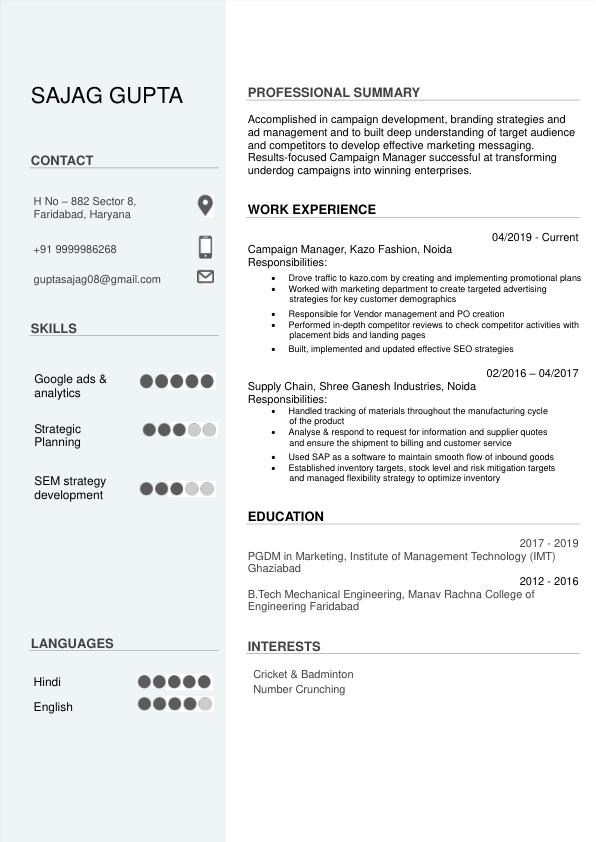 SAJAG GUPTA
CONTACT
H No – 882 Sector 8,
Faridabad, Haryana
+91 9999986268
guptasajag08@gmail.com
SKILLS
Google ads &
analytics
Strategic
Planning
SEM strategy
development
LANGUAGES
Hindi
English
PROFESSIONAL SUMMARY
Accomplished in campaign development, branding strategies and
ad management and to built deep understanding of target audience
and competitors to develop effective marketing messaging.
Results-focused Campaign Manager successful at transforming
underdog campaigns into winning enterprises.
WORK EXPERIENCE
04/2019 - Current
Campaign Manager, Kazo Fashion, Noida
Responsibilities:
• Drove traffic to kazo.com by creating and implementing promotional plans
• Worked with marketing department to create targeted advertising
strategies for key customer demographics
• Responsible for Vendor management and PO creation
• Performed in-depth competitor reviews to check competitor activities with
placement bids and landing pages
• Built, implemented and updated effective SEO strategies
02/2016 – 04/2017
Supply Chain, Shree Ganesh Industries, Noida
Responsibilities:
• Handled tracking of materials throughout the manufacturing cycle
of the product
• Analyse & respond to request for information and supplier quotes
and ensure the shipment to billing and customer service
• Used SAP as a software to maintain smooth flow of inbound goods
• Established inventory targets, stock level and risk mitigation targets
and managed flexibility strategy to optimize inventory
EDUCATION
2017 - 2019
PGDM in Marketing, Institute of Management Technology (IMT)
Ghaziabad
2012 - 2016
B.Tech Mechanical Engineering, Manav Rachna College of
Engineering Faridabad
INTERESTS
Cricket & Badminton
Number Crunching